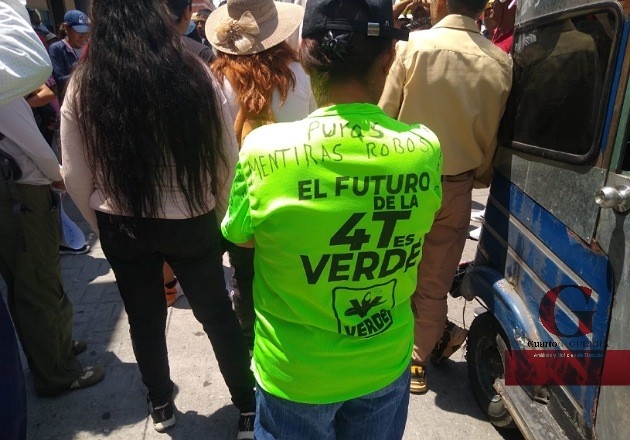 Puras
MENTIRAS ROBOS
EL FUTURO
DE LA
4T ES
VERDE
VERDE
G